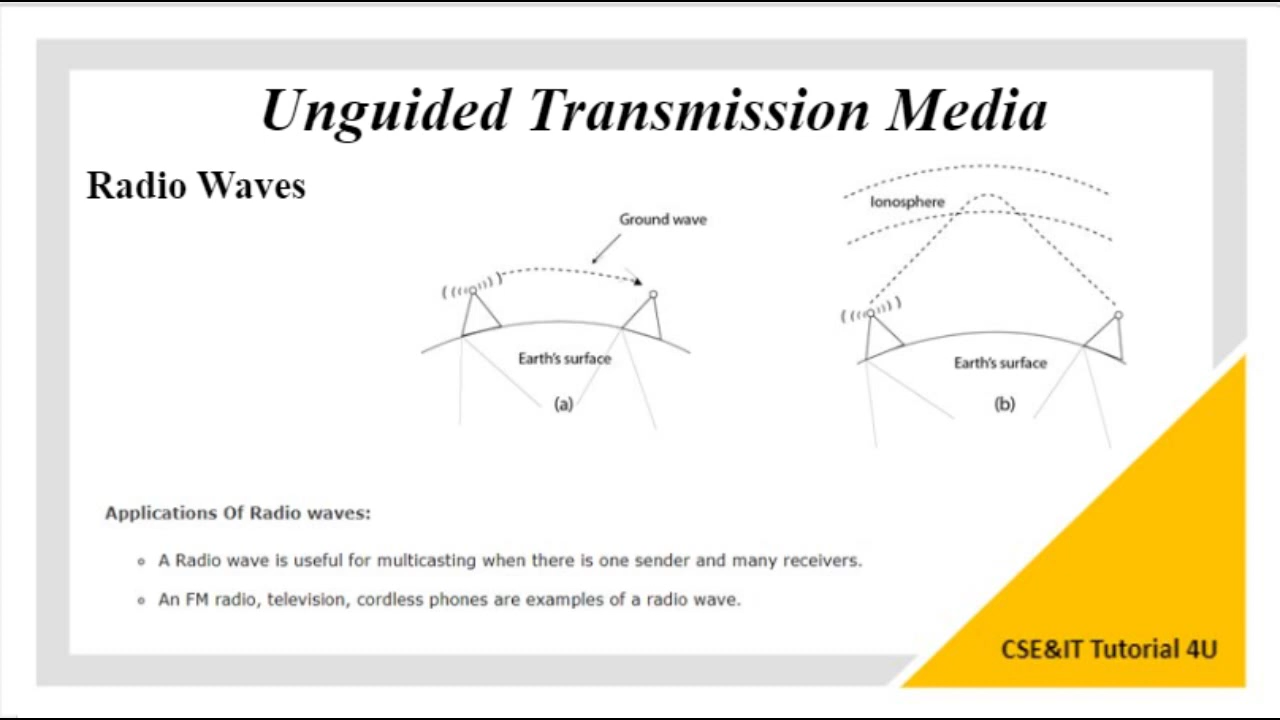 Unguided Transmission Media
Radio Waves
Ground wave
Earth's surface
(a)
Ionosphere
Earth's surface
(b)
Applications Of Radio waves:
A Radio wave is useful for multicasting when there is one sender and many receivers.
An FM radio, television, cordless phones are examples of a radio wave.
CSE&IT Tutorial 4U